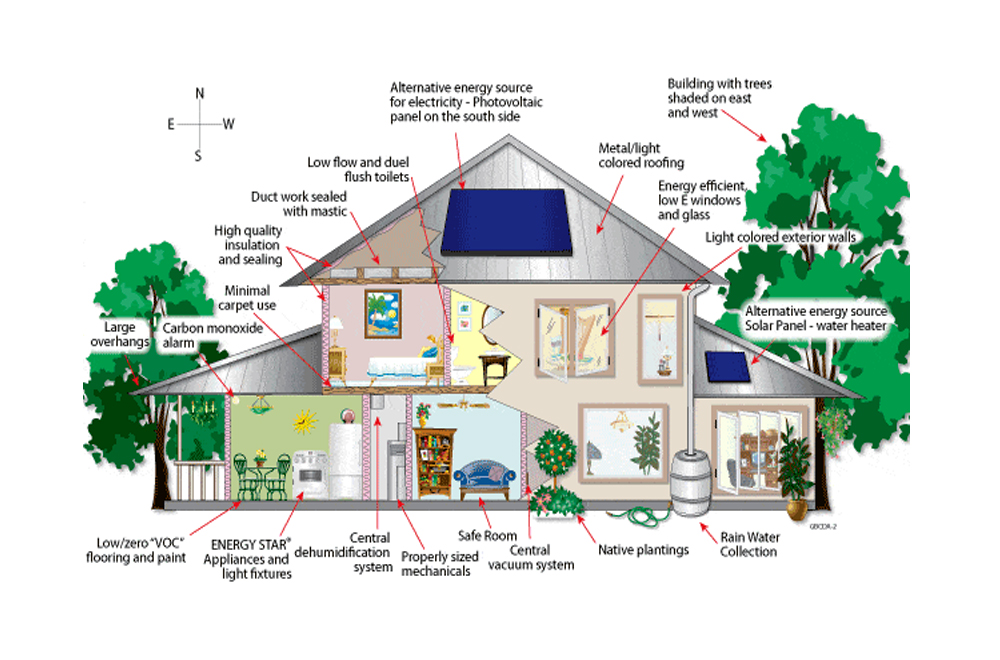 N
E
W
S
Alternative energy source
for electricity - Photovoltaic
panel on the south side
Building with trees
shaded on east
and west
Low flow and duel
flush toilets
Metal/light
colored roofing
Duct work sealed
with mastic
Energy efficient,
low E windows
and glass
High quality
insulation
and sealing
Light colored exterior walls
Minimal
carpet use
Large
overhangs
Carbon monoxide
alarm
Alternative energy source
Solar Panel - water heater
GBCDR-2
Low/zero "VOC"
flooring and paint
ENERGY STAR®
Appliances and
light fixtures
Central
dehumidification
system
Properly sized
mechanicals
Safe Room
Central
vacuum system
Native plantings
Rain Water
Collection